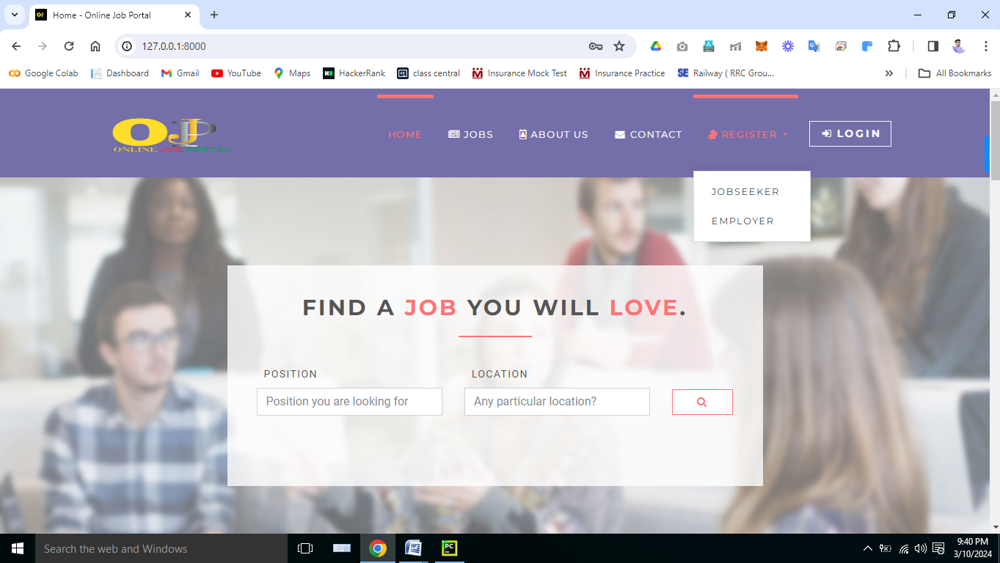 Home - Online Job Portal
127.0.0.1:8000
Google Colab Dashboard Gmail YouTube Maps HackerRank class central Insurance Mock Test Insurance Practice Railway ( RRC Grou... All Bookmarks
OJP
ONLINE JOB PORTAL
HOME JOBS ABOUT US CONTACT REGISTER LOGIN
JOBSEEKER
EMPLOYER
FIND A JOB YOU WILL LOVE.
POSITION LOCATION
Position you are looking for Any particular location?
Search the web and Windows
9:40 PM
3/10/2024